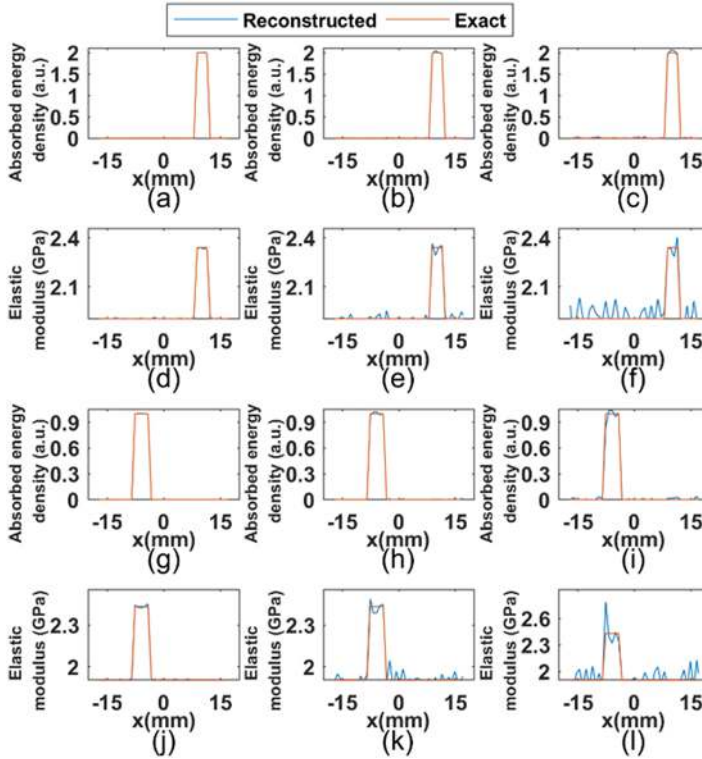 Reconstructed Exact
Absorbed energy density (a.u.)
2
1.5
1
0.5
0
-15 0 15
x(mm)
(a)
Absorbed energy density (a.u.)
2
1.5
1
0.5
0
-15 0 15
x(mm)
(b)
Absorbed energy density (a.u.)
2
1.5
1
0.5
0
-15 0 15
x(mm)
(c)
Elastic modulus (GPa)
2.4
2.1
-15 0 15
x(mm)
(d)
Elastic modulus (GPa)
2.4
2.1
-15 0 15
x(mm)
(e)
Elastic modulus (GPa)
2.4
2.1
-15 0 15
x(mm)
(f)
Absorbed energy density (a.u.)
0.9
0.6
0.3
0
-15 0 15
x(mm)
(g)
Absorbed energy density (a.u.)
0.9
0.6
0.3
0
-15 0 15
x(mm)
(h)
Absorbed energy density (a.u.)
0.9
0.6
0.3
0
-15 0 15
x(mm)
(i)
Elastic modulus (GPa)
2.3
2
-15 0 15
x(mm)
(j)
Elastic modulus (GPa)
2.3
2
-15 0 15
x(mm)
(k)
Elastic modulus (GPa)
2.6
2.3
2
-15 0 15
x(mm)
(l)